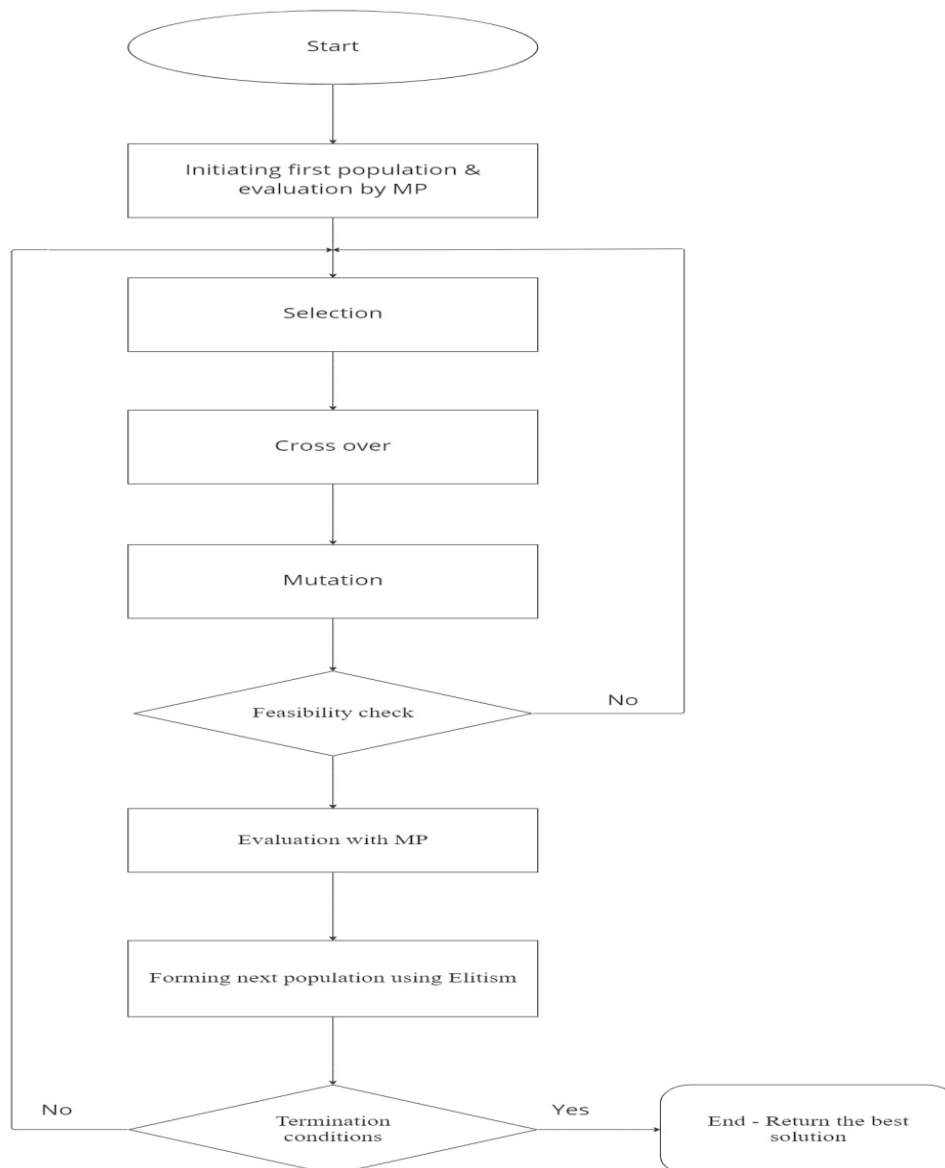 Start
Initiating first population &
evaluation by MP
Selection
Cross over
Mutation
Feasibility check
No
Evaluation with MP
Forming next population using Elitism
No
Termination
conditions
Yes
End - Return the best
solution